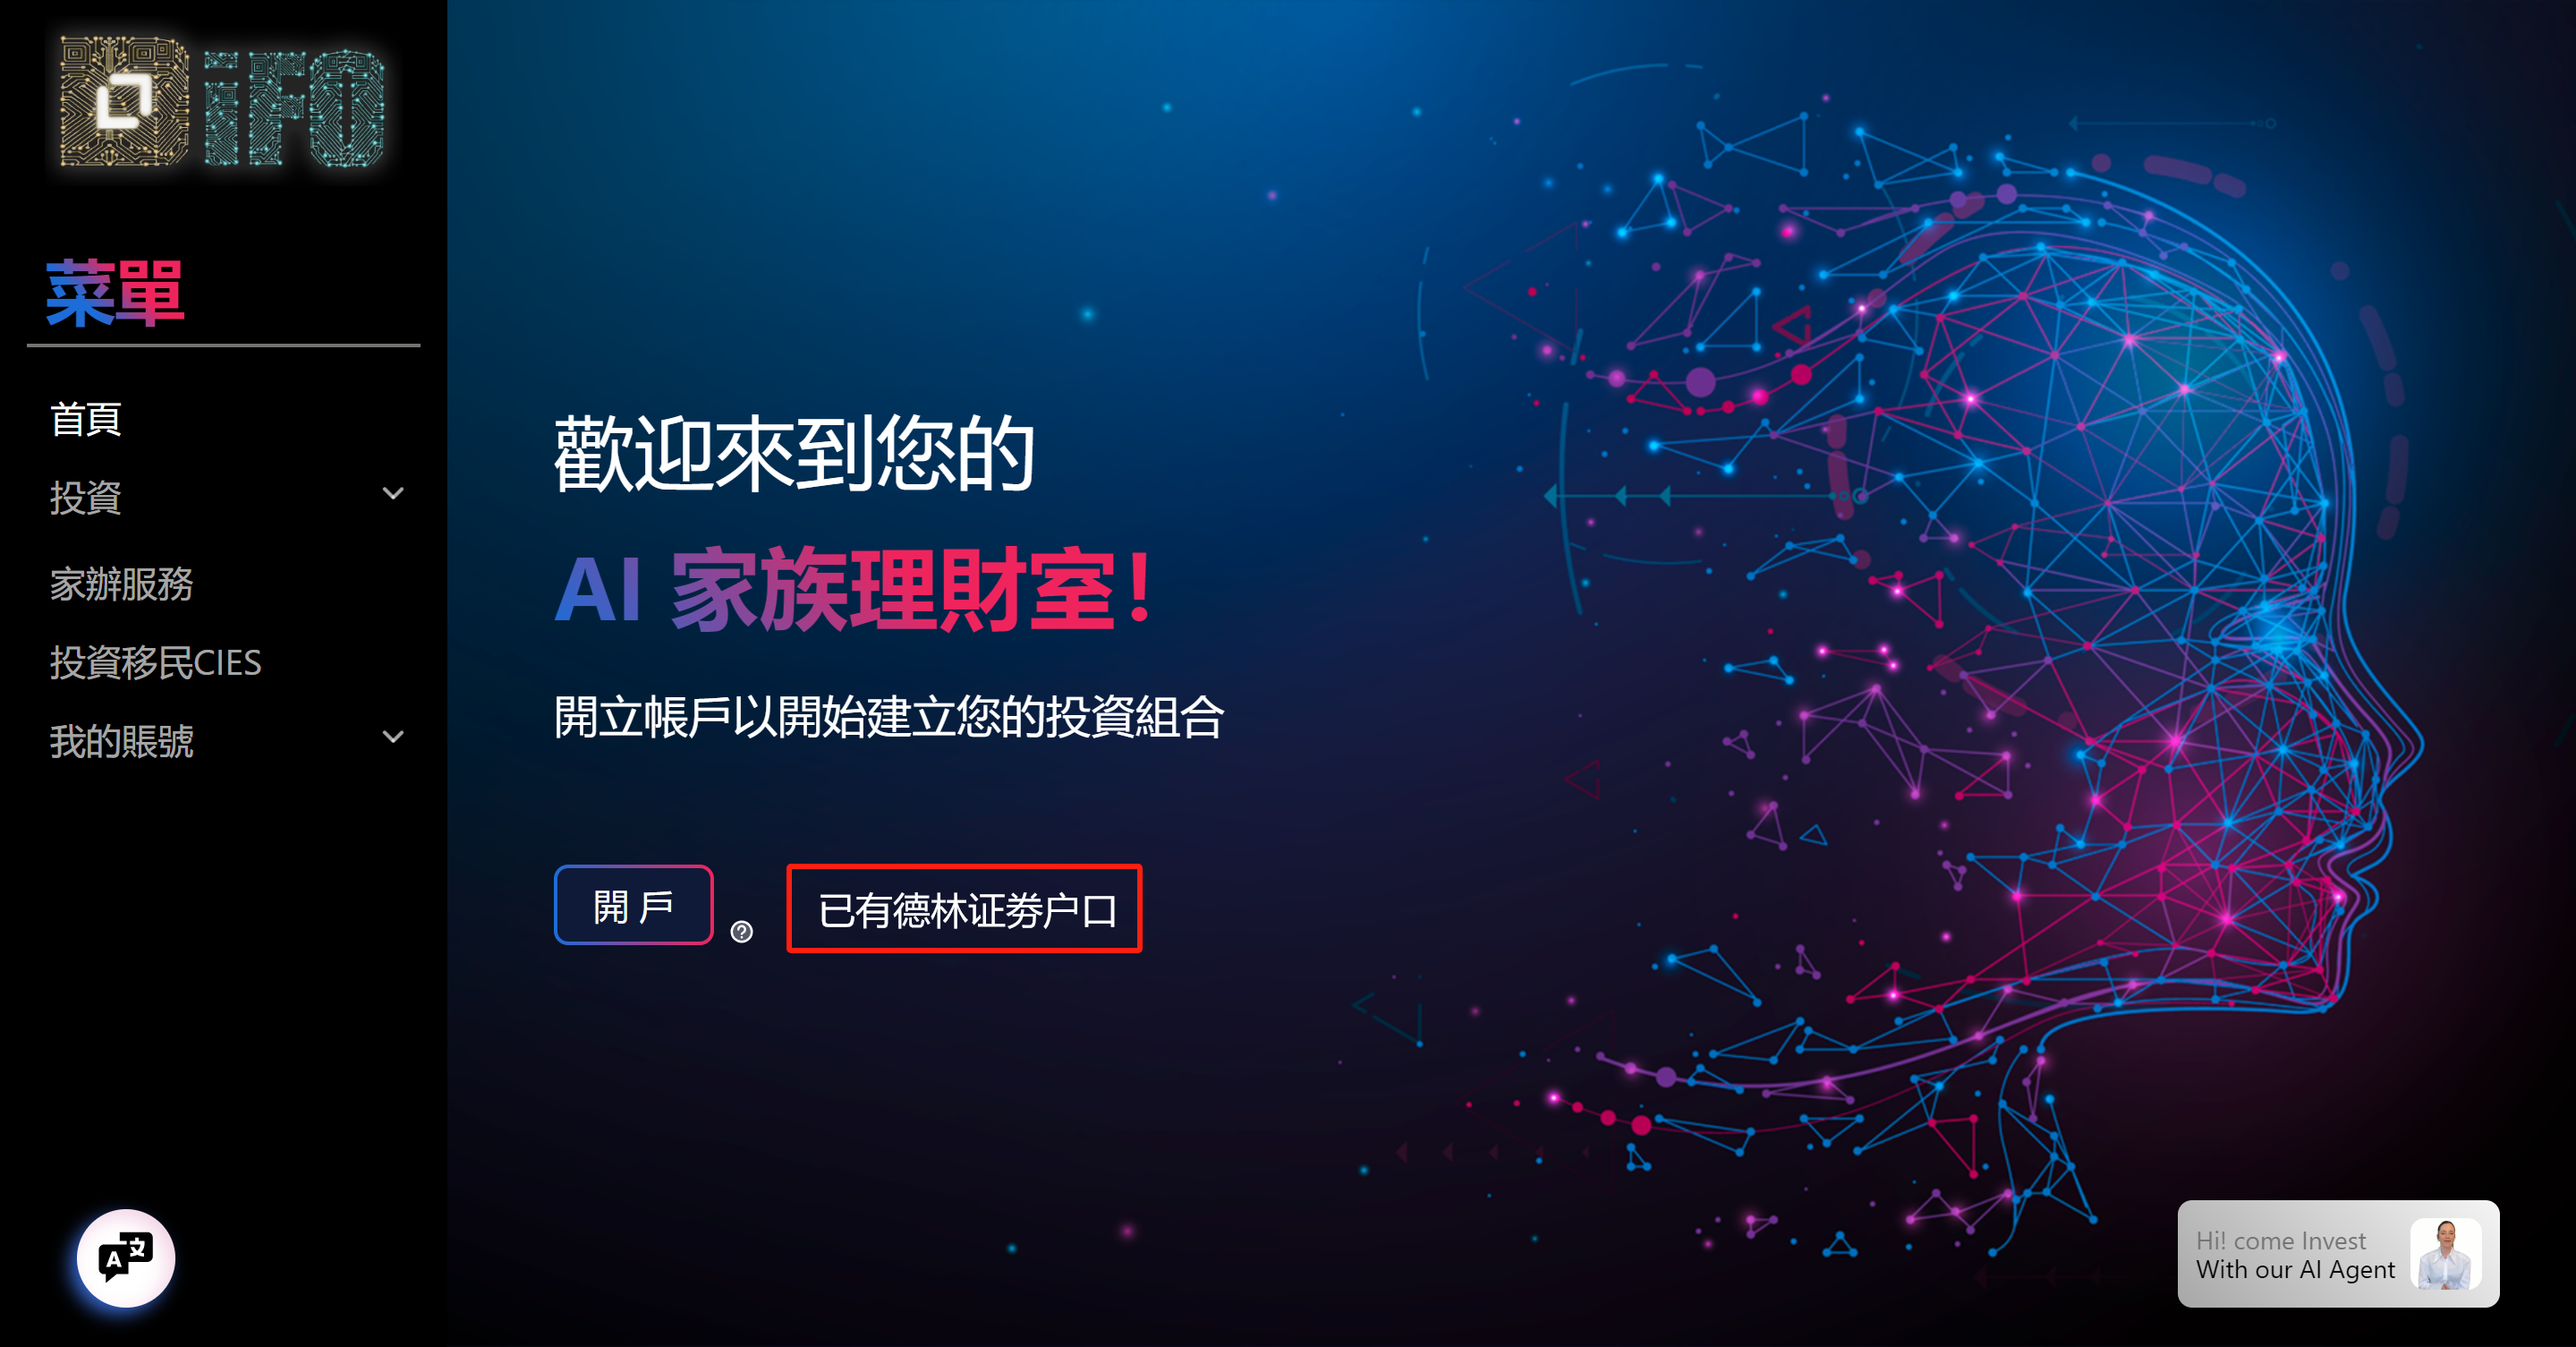 DiFO
菜單
首頁
投資
家辦服務
投資移民CIES
我的賬號
歡迎來到您的
AI 家族理財室!
開立帳戶以開始建立您的投資組合
開 戶
?
已有德林证券户口
A 文
Hi! come Invest
With our AI Agent